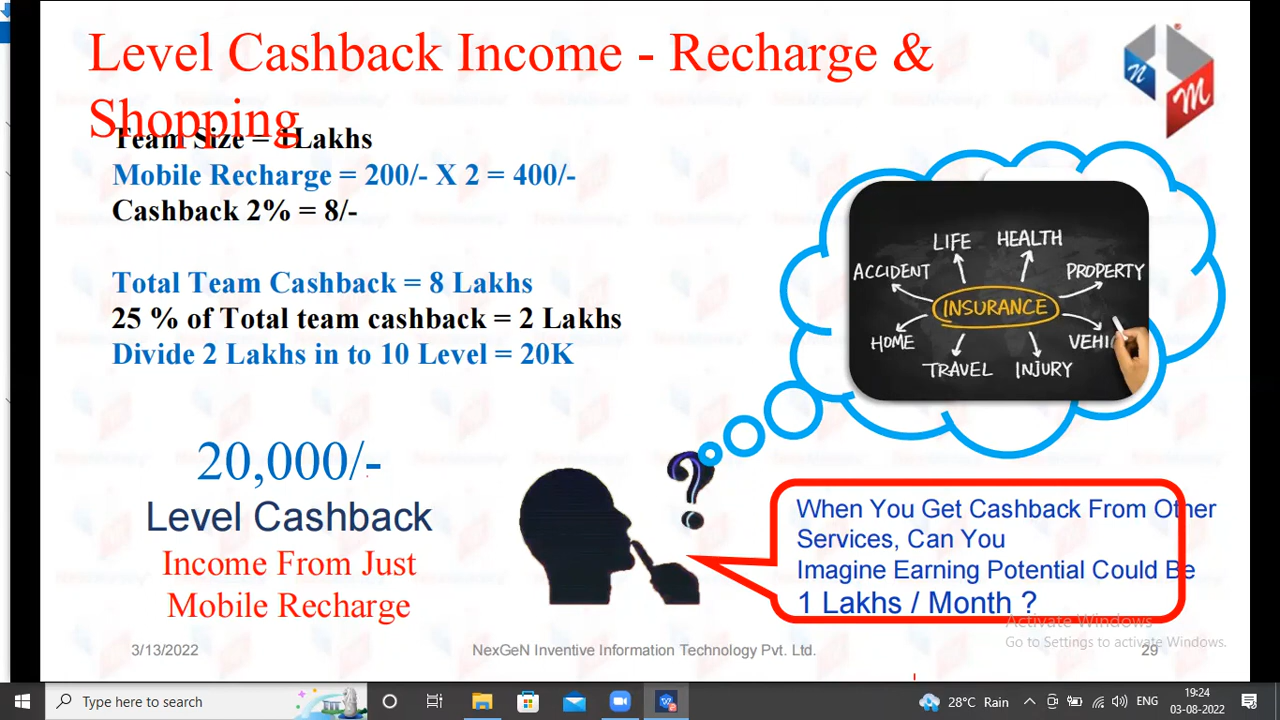 Level Cashback Income - Recharge &
Shopping
Team Size = 1Lakhs
Mobile Recharge = 200/- X 2 = 400/-
Cashback 2% = 8/-
Total Team Cashback = 8 Lakhs
25 % of Total team cashback = 2 Lakhs
Divide 2 Lakhs in to 10 Level = 20K
20,000/-
Level Cashback
Income From Just
Mobile Recharge
n m
LIFE HEALTH
ACCIDENT PROPERTY
INSURANCE
HOME VEHIC
TRAVEL INJURY
?
When You Get Cashback From Other
Services, Can You
Imagine Earning Potential Could Be
1 Lakhs / Month ?
Activate Windows
Go to Settings to activate Windows.
3/13/2022 NexGeN Inventive Information Technology Pvt. Ltd. 29
Type here to search
28°C Rain
ENG
19:24
03-08-2022